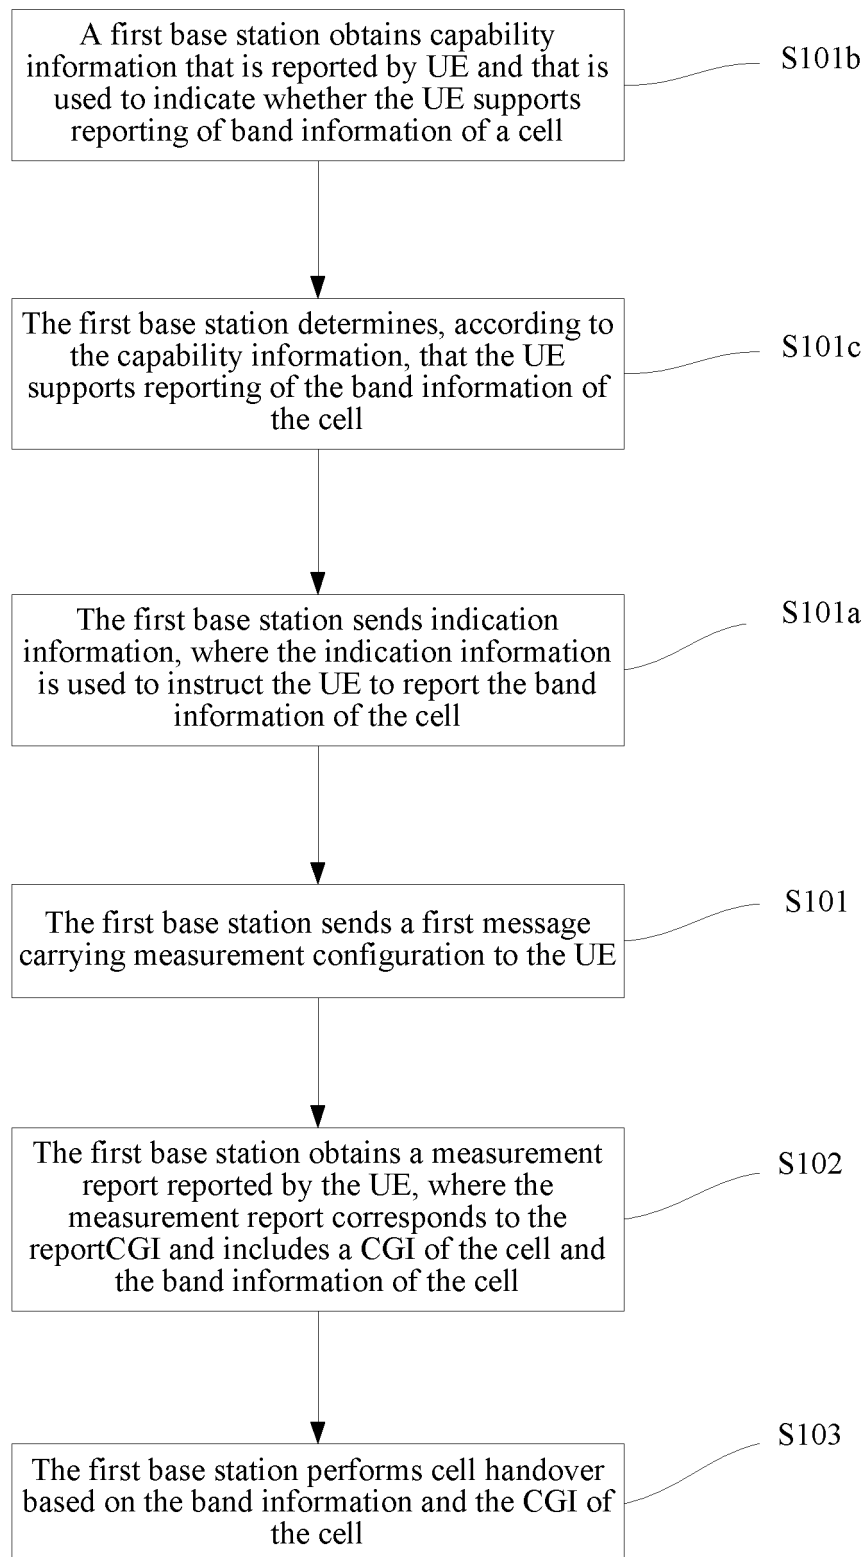 A first base station obtains capability
information that is reported by UE and that is
used to indicate whether the UE supports
reporting of band information of a cell
S101b
The first base station determines, according to
the capability information, that the UE
supports reporting of the band information of
the cell
S101c
The first base station sends indication
information, where the indication information
is used to instruct the UE to report the band
information of the cell
S101a
The first base station sends a first message
carrying measurement configuration to the UE
S101
The first base station obtains a measurement
report reported by the UE, where the
measurement report corresponds to the
reportCGI and includes a CGI of the cell and
the band information of the cell
S102
The first base station performs cell handover
based on the band information and the CGI of
the cell
S103